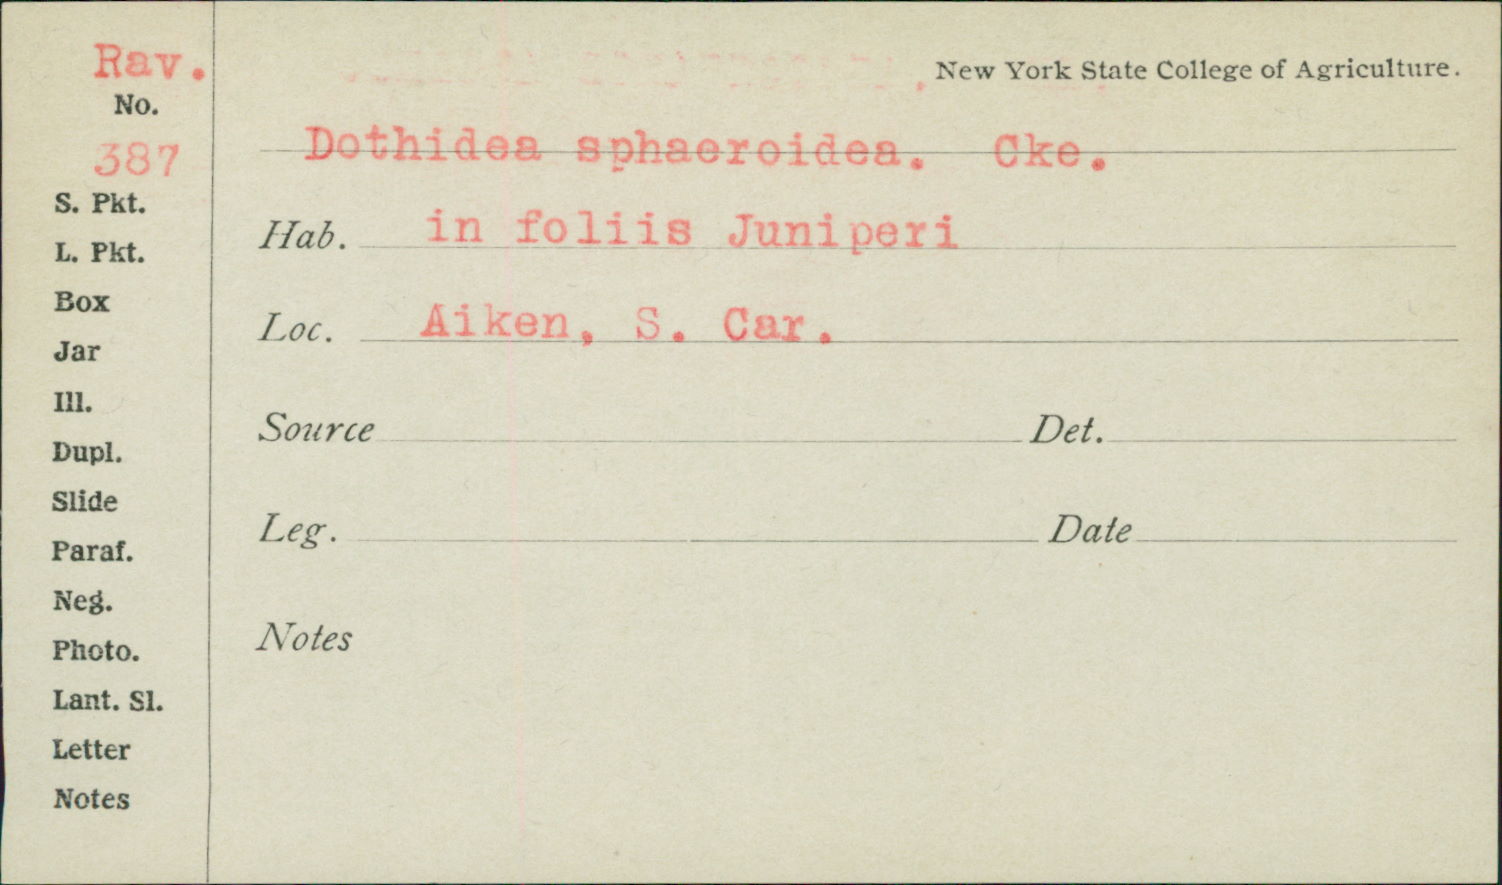 Rav.
No.
387
S. Pkt.
L. Pkt.
Box
Jar
Ill.
Dupl.
Slide
Paraf.
Neg.
Photo.
Lant. Sl.
Letter
Notes
New York State College of Agriculture.
Dothidea sphaeroidea. Cke.
Hab. in foliis Juniperi
Loc. Aiken, S. Car.
Source Det.
Leg. Date
Notes